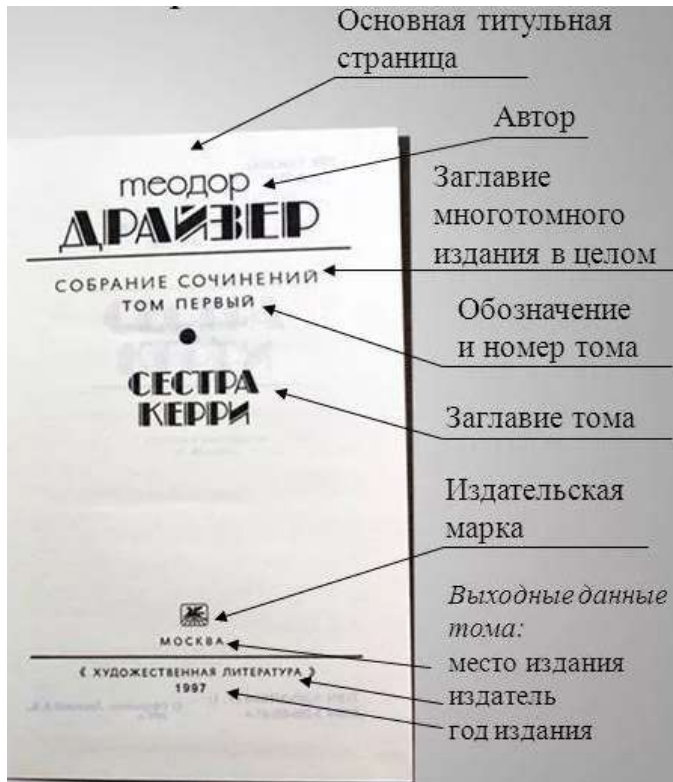 Основная титульная
страница
Автор
теодор
ДРАЙЗЕР
Заглавие
многотомного
издания в целом
СОБРАНИЕ СОЧИНЕНИЙ
ТОМ ПЕРВЫЙ
Обозначение
и номер тома
СЕСТРА
КЕРРИ
Заглавие тома
Издательская
марка
Выходные данные
тома:
МОСКВА
место издания
« ХУДОЖЕСТВЕННАЯ ЛИТЕРАТУРА »
издатель
1997
год издания